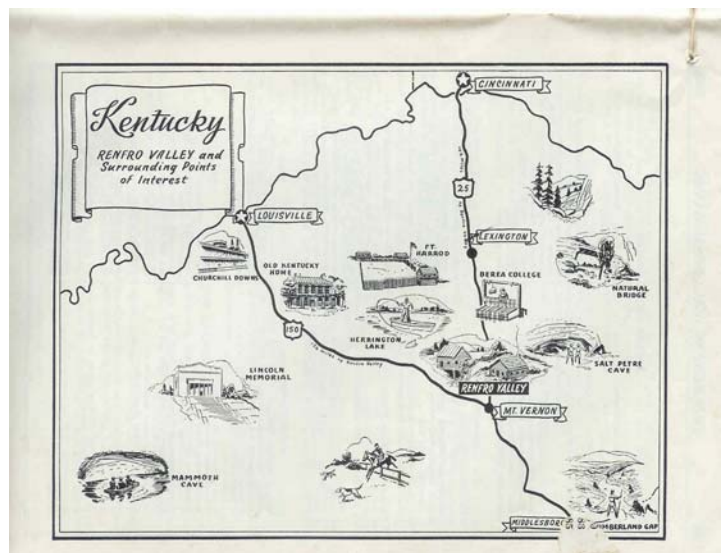 Kentucky
RENFRO VALLEY and
Surrounding Points
of Interest
CINCINNATI
25
LOUISVILLE
LEXINGTON
FT.
HARROD
OLD KENTUCKY
HOME
CHURCHILL DOWNS
BEREA COLLEGE
NATURAL
BRIDGE
150
HERRINGTON
LAKE
SALT PETRE
CAVE
LINCOLN
MEMORIAL
RENFRO VALLEY
MT. VERNON
MAMMOTH
CAVE
MIDDLESBORO
MBERLAND GAP